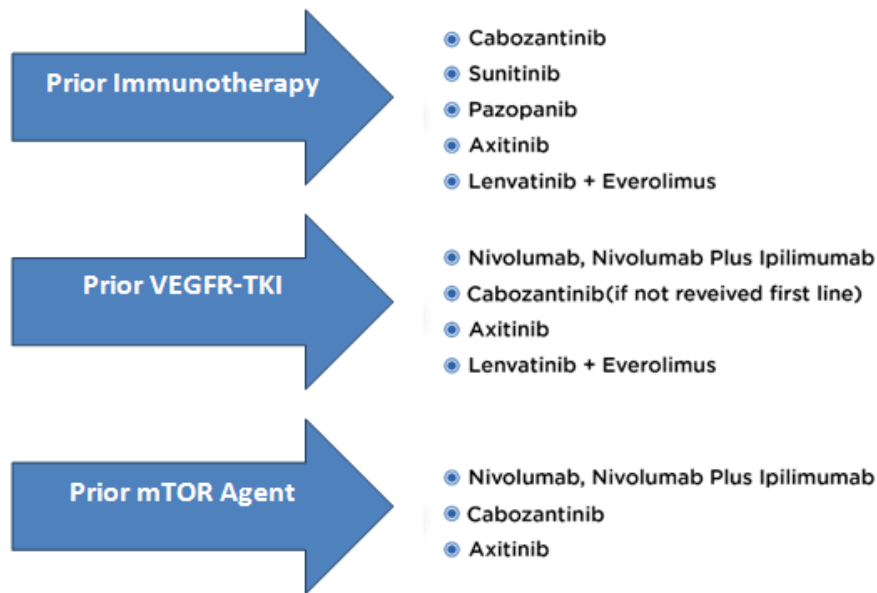 Prior Immunotherapy
Cabozantinib
Sunitinib
Pazopanib
Axitinib
Lenvatinib + Everolimus
Prior VEGFR-TKI
Nivolumab, Nivolumab Plus Ipilimumab
Cabozantinib(if not reveived first line)
Axitinib
Lenvatinib + Everolimus
Prior mTOR Agent
Nivolumab, Nivolumab Plus Ipilimumab
Cabozantinib
Axitinib